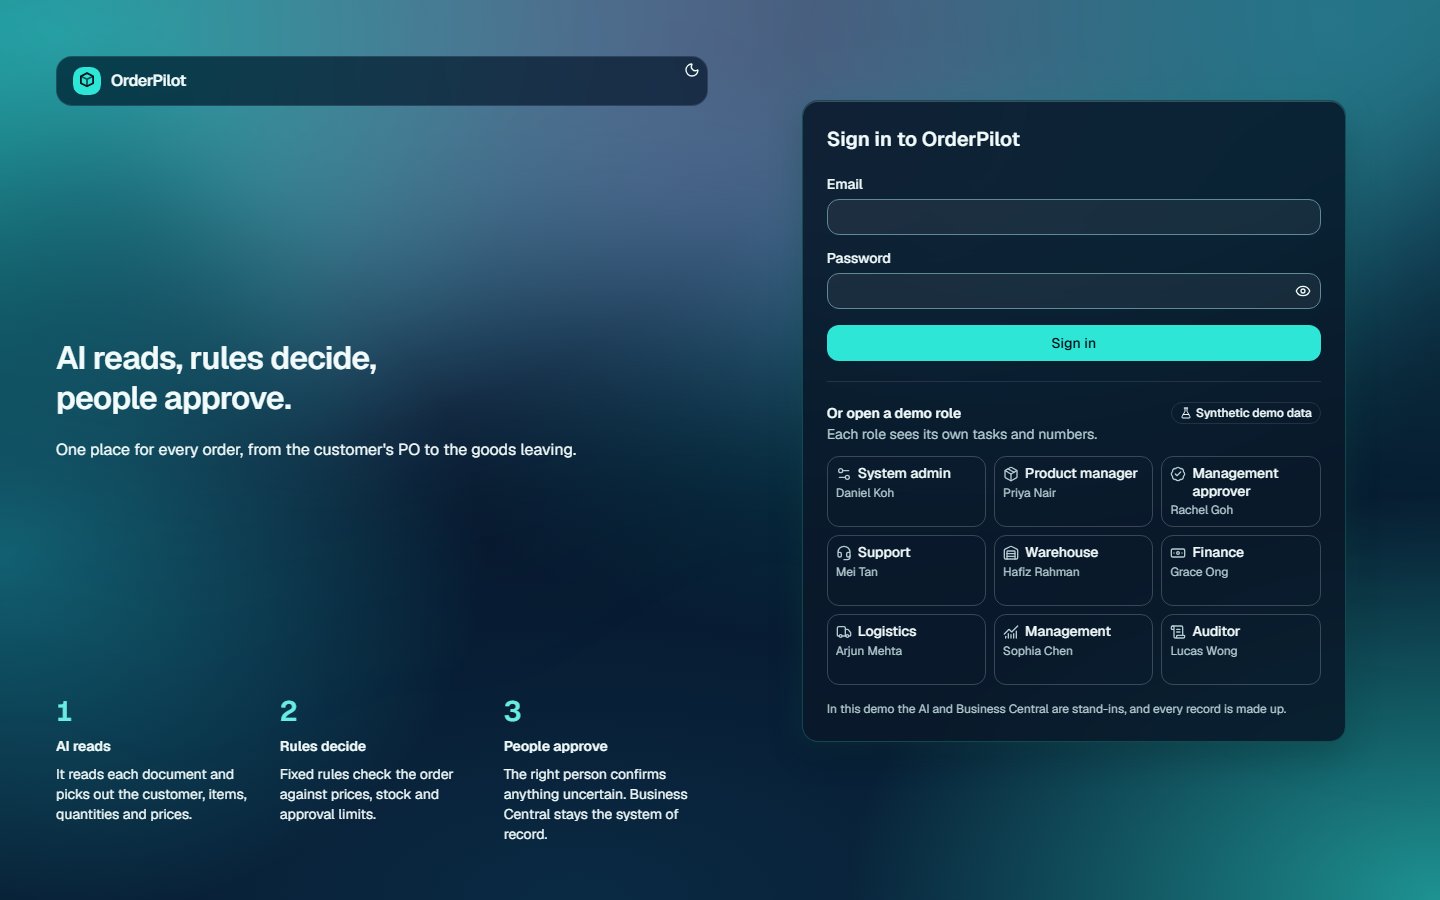 OrderPilot
AI reads, rules decide,
people approve.
One place for every order, from the customer's PO to the goods leaving.
1
AI reads
It reads each document and
picks out the customer, items,
quantities and prices.
2
Rules decide
Fixed rules check the order
against prices, stock and
approval limits.
3
People approve
The right person confirms
anything uncertain. Business
Central stays the system of
record.
Sign in to OrderPilot
Email
Password
Sign in
Or open a demo role
Synthetic demo data
Each role sees its own tasks and numbers.
System admin
Daniel Koh
Product manager
Priya Nair
Management
approver
Rachel Goh
Support
Mei Tan
Warehouse
Hafiz Rahman
Finance
Grace Ong
Logistics
Arjun Mehta
Management
Sophia Chen
Auditor
Lucas Wong
In this demo the AI and Business Central are stand-ins, and every record is made up.